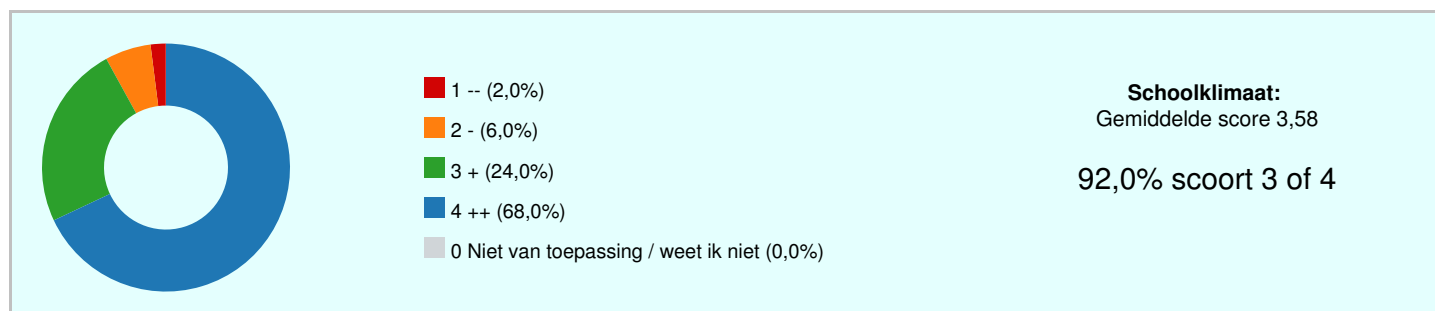 1 -- (2,0%)
2 - (6,0%)
3 + (24,0%)
4 ++ (68,0%)
0 Niet van toepassing / weet ik niet (0,0%)
Schoolklimaat:
Gemiddelde score 3,58
92,0% scoort 3 of 4